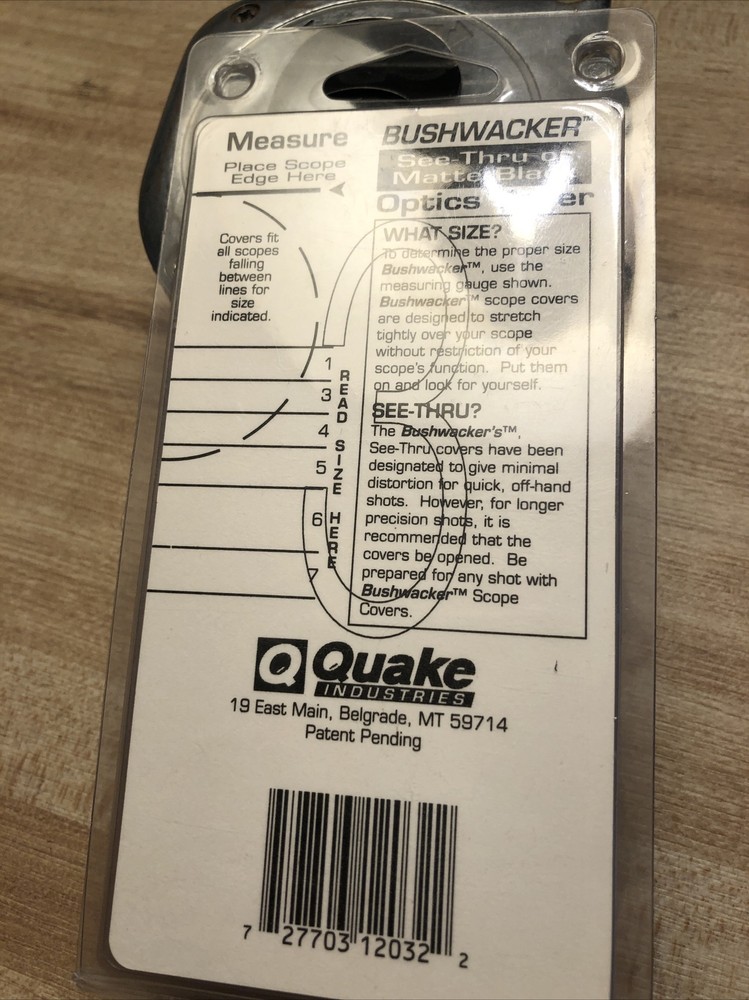 Measure
Place Scope
Edge Here
Covers fit
all scopes
falling
between
lines for
size
indicated.
1
3
4
5
6
7
READ SIZE HERE
BUSHWACKER™
See-Thru or
Matte Black
Optics
WHAT SIZE?
To determine the proper size
Bushwacker™, use the
measuring gauge shown.
Bushwacker™ scope covers
are designed to stretch
tightly over your scope
without restriction of your
scope's function. Put them
on and look for yourself.
SEE-THRU?
The Bushwacker's™,
See-Thru covers have been
designated to give minimal
distortion for quick, off-hand
shots. However, for longer
precision shots, it is
recommended that the
covers be opened. Be
prepared for any shot with
Bushwacker™ Scope
Covers.
Q Quake
INDUSTRIES
19 East Main, Belgrade, MT 59714
Patent Pending
7 27703 12032 2